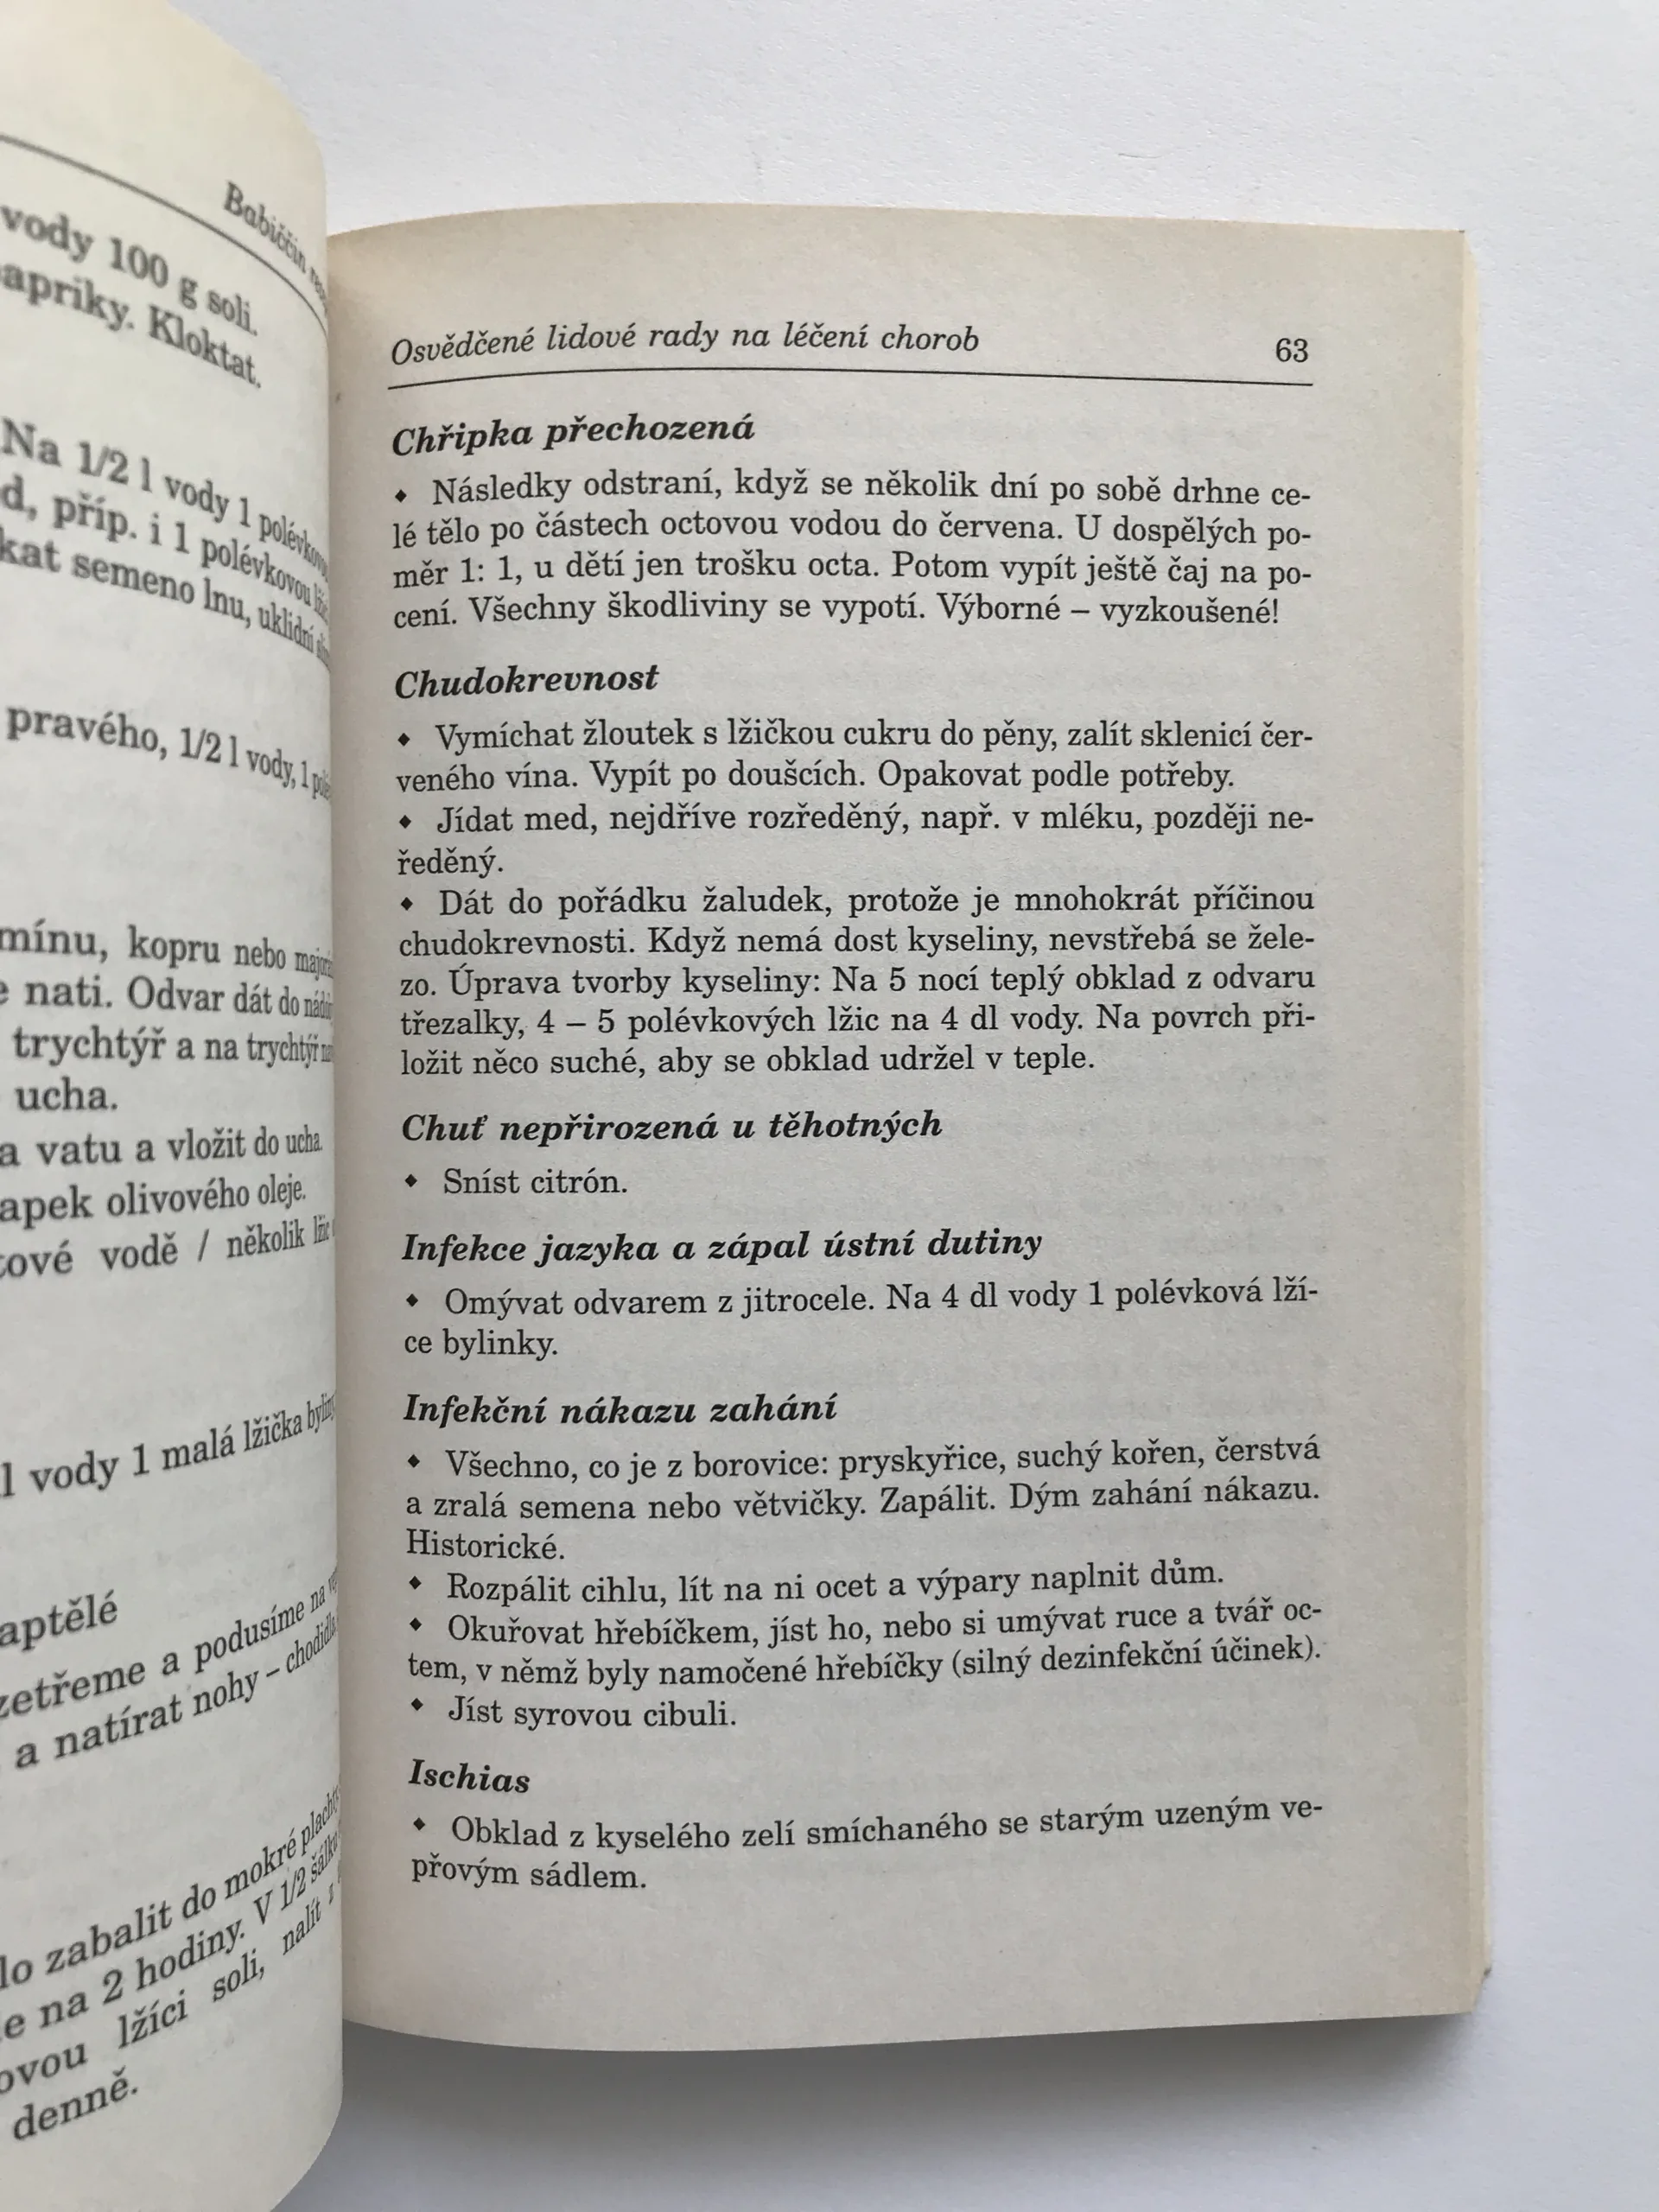 Babiččin
vody 100 g soli.
apriky. Kloktat.
Na 1/2 l vody 1
d, příp. i 1 polévkovou
kat semeno lnu, uklidní
pravého, 1/2 l vody, 1
mínu, kopru nebo
e nati. Odvar dát do
trychtýř a na trychtýř
ucha.
a vatu a vložit do ucha.
apek olivového oleje.
tové vodě / několik lžic
l vody 1 malá lžička
aptělé
zetřeme a podusíme na
a natírat nohy – chodidla
lo zabalit do mokré
e na 2 hodiny. V 1/2 šálku
ovou lžíci soli, nalít
denně.
Osvědčené lidové rady na léčení chorob 63
Chřipka přechozená
◆ Následky odstraní, když se několik dní po sobě drhne ce-
lé tělo po částech octovou vodou do červena. U dospělých po-
měr 1: 1, u dětí jen trošku octa. Potom vypít ještě čaj na po-
cení. Všechny škodliviny se vypotí. Výborné – vyzkoušené!
Chudokrevnost
◆ Vymíchat žloutek s lžičkou cukru do pěny, zalít sklenicí čer-
veného vína. Vypít po doušcích. Opakovat podle potřeby.
◆ Jídat med, nejdříve rozředěný, např. v mléku, později ne-
ředěný.
◆ Dát do pořádku žaludek, protože je mnohokrát příčinou
chudokrevnosti. Když nemá dost kyseliny, nevstřebá se žele-
zo. Úprava tvorby kyseliny: Na 5 nocí teplý obklad z odvaru
třezalky, 4 – 5 polévkových lžic na 4 dl vody. Na povrch při-
ložit něco suché, aby se obklad udržel v teple.
Chuť nepřirozená u těhotných
◆ Sníst citrón.
Infekce jazyka a zápal ústní dutiny
◆ Omývat odvarem z jitrocele. Na 4 dl vody 1 polévková lží-
ce bylinky.
Infekční nákazu zahání
◆ Všechno, co je z borovice: pryskyřice, suchý kořen, čerstvá
a zralá semena nebo větvičky. Zapálit. Dým zahání nákazu.
Historické.
◆ Rozpálit cihlu, lít na ni ocet a výpary naplnit dům.
◆ Okuřovat hřebíčkem, jíst ho, nebo si umývat ruce a tvář oc-
tem, v němž byly namočené hřebíčky (silný dezinfekční účinek).
◆ Jíst syrovou cibuli.
Ischias
◆ Obklad z kyselého zelí smíchaného se starým uzeným ve-
přovým sádlem.